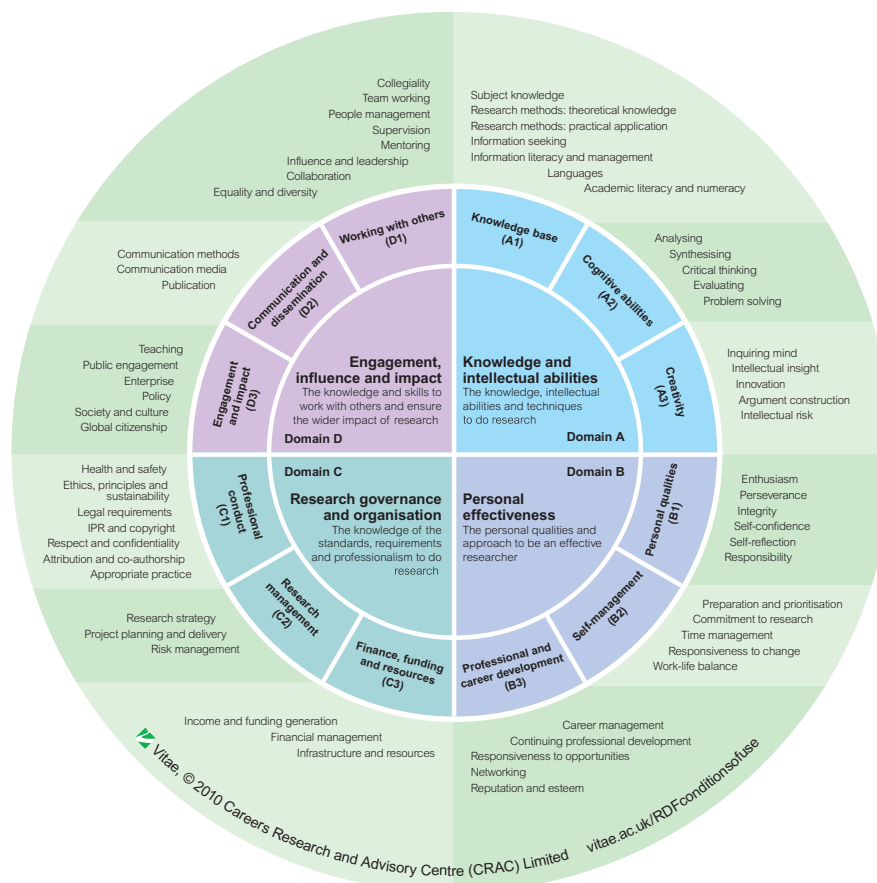 Collegiality
Team working
People management
Supervision
Mentoring
Influence and leadership
Collaboration
Equality and diversity
Subject knowledge
Research methods: theoretical knowledge
Research methods: practical application
Information seeking
Information literacy and management
Languages
Academic literacy and numeracy
Working with others
(D1)
Knowledge base
(A1)
Communication methods
Communication media
Publication
Communication and
dissemination
(D2)
Cognitive abilities
(A2)
Analysing
Synthesising
Critical thinking
Evaluating
Problem solving
Teaching
Public engagement
Enterprise
Policy
Society and culture
Global citizenship
Engagement
and impact
(D3)
Engagement,
influence and impact
The knowledge and skills to
work with others and ensure
the wider impact of research
Domain D
Knowledge and
intellectual abilities
The knowledge, intellectual
abilities and techniques
to do research
Domain A
Creativity
(A3)
Inquiring mind
Intellectual insight
Innovation
Argument construction
Intellectual risk
Health and safety
Ethics, principles and
sustainability
Legal requirements
IPR and copyright
Respect and confidentiality
Attribution and co-authorship
Appropriate practice
Professional
conduct
(C1)
Domain C
Research governance
and organisation
The knowledge of the
standards, requirements
and professionalism to do
research
Domain B
Personal
effectiveness
The personal qualities and
approach to be an effective
researcher
Personal qualities
(B1)
Enthusiasm
Perseverance
Integrity
Self-confidence
Self-reflection
Responsibility
Research strategy
Project planning and delivery
Risk management
Research
management
(C2)
Self-management
(B2)
Preparation and prioritisation
Commitment to research
Time management
Responsiveness to change
Work-life balance
Finance, funding
and resources
(C3)
Professional and
career development
(B3)
Income and funding generation
Financial management
Infrastructure and resources
Career management
Continuing professional development
Responsiveness to opportunities
Networking
Reputation and esteem
Vitae, © 2010 Careers Research and Advisory Centre (CRAC) Limited
vitae.ac.uk/RDFconditionsofuse